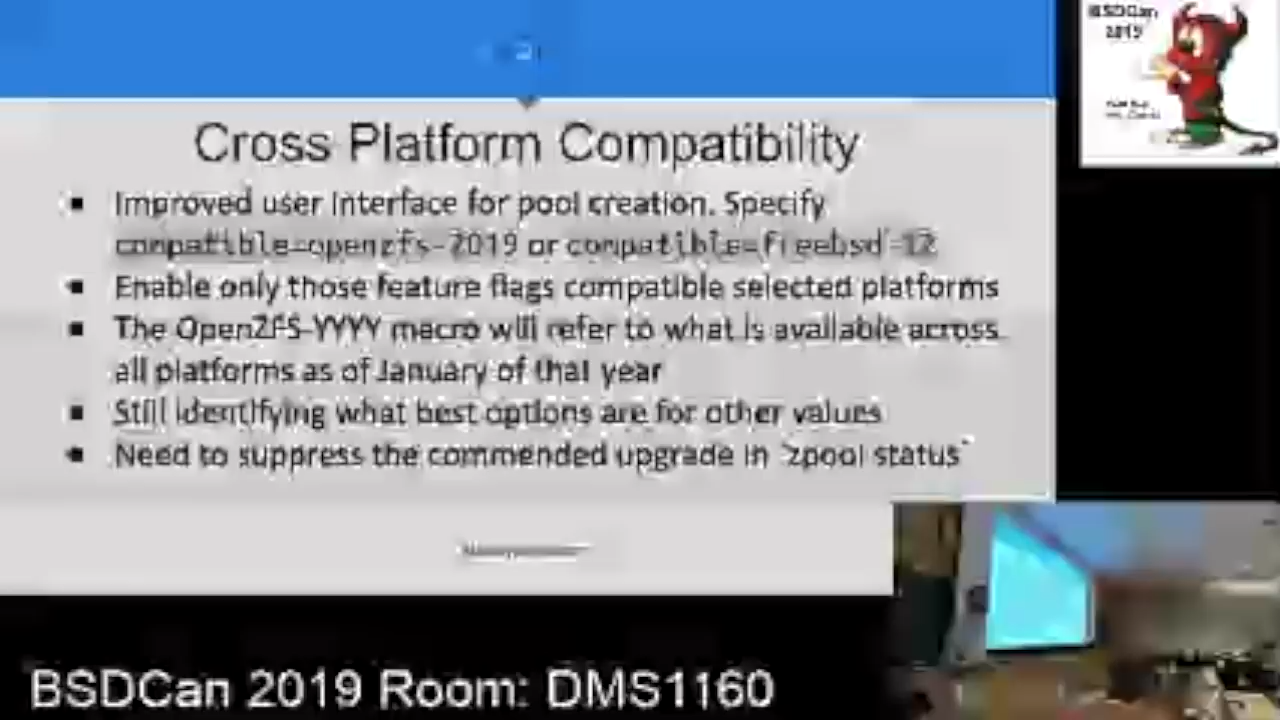 BSDCan
2019
Cross Platform Compatibility
▪ Improved user interface for pool creation. Specify
compatible=openzfs-2019 or compatible=freebsd-12
▪ Enable only those feature flags compatible selected platforms
▪ The OpenZFS-YYYY macro will refer to what is available across
all platforms as of January of that year
▪ Still identifying what best options are for other values
▪ Need to suppress the commended upgrade in `zpool status`
BSDCan 2019 Room: DMS1160